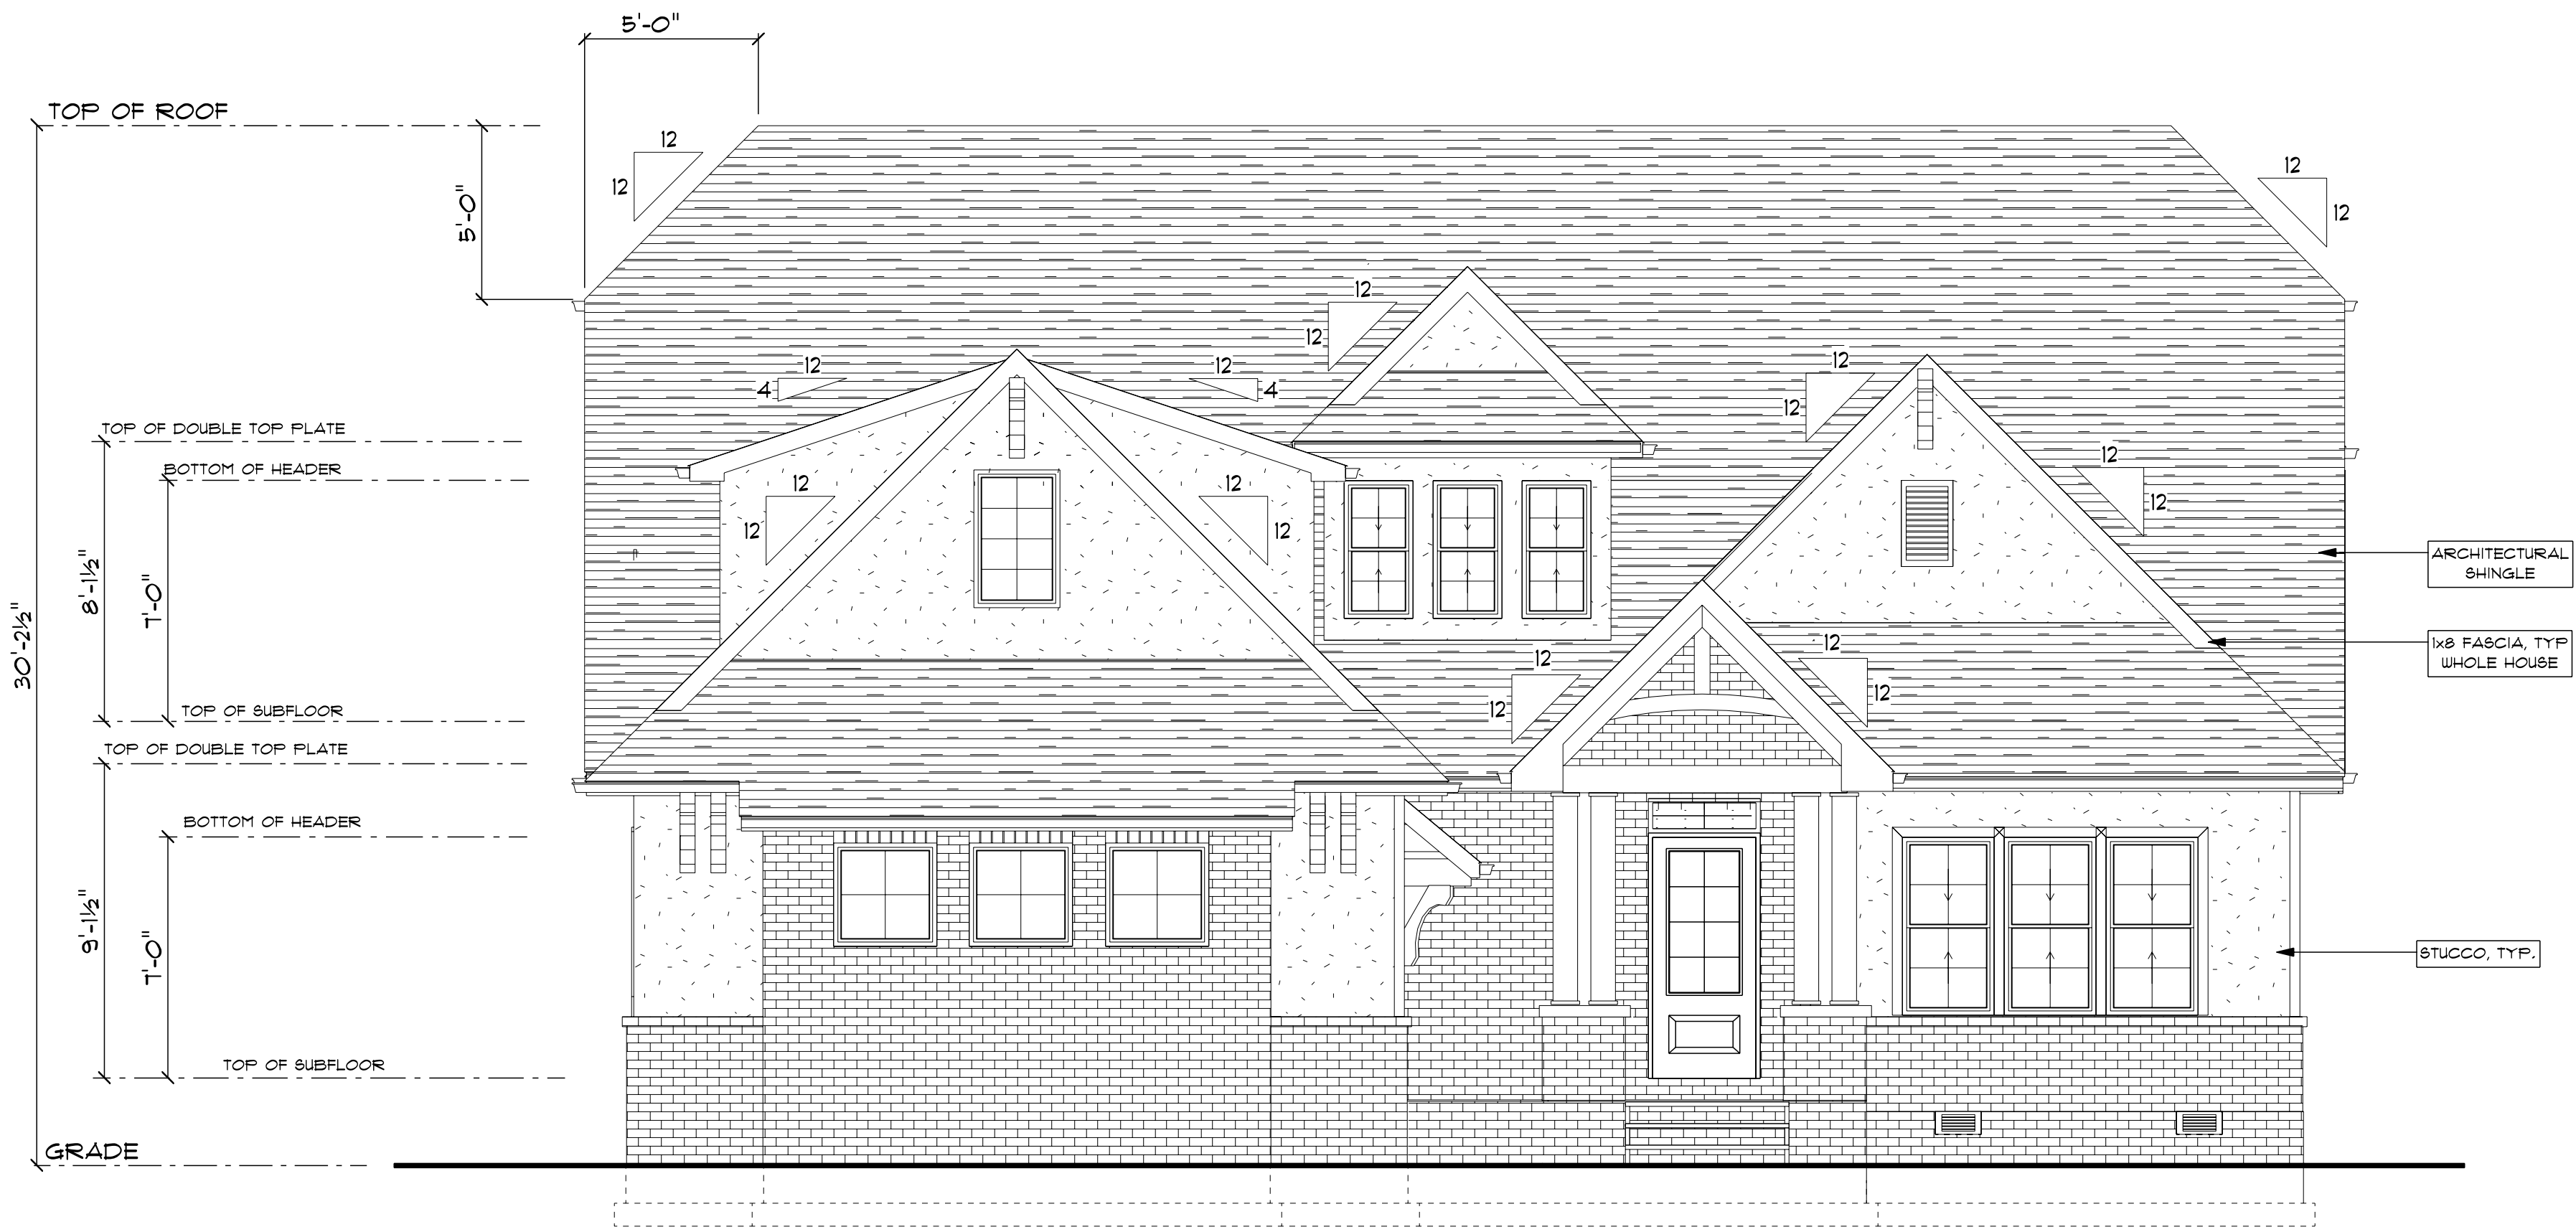 5'-0"
TOP OF ROOF
12
12
12
12
5'-0"
12
12
12
4
12
4
12
12
TOP OF DOUBLE TOP PLATE
BOTTOM OF HEADER
12
12
12
12
12
12
8'-1½"
7'-0"
30'-2½"
ARCHITECTURAL
SHINGLE
1x8 FASCIA, TYP
WHOLE HOUSE
12
12
12
12
TOP OF SUBFLOOR
TOP OF DOUBLE TOP PLATE
BOTTOM OF HEADER
9'-1½"
7'-0"
STUCCO, TYP.
TOP OF SUBFLOOR
GRADE